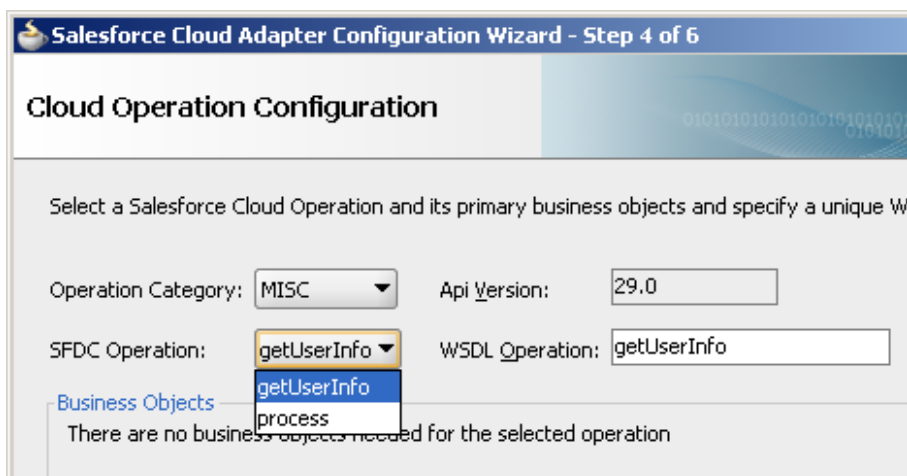 Salesforce Cloud Adapter Configuration Wizard - Step 4 of 6
Cloud Operation Configuration
Select a Salesforce Cloud Operation and its primary business objects and specify a unique W
Operation Category: MISC Api Version: 29.0
SFDC Operation: getUserInfo WSDL Operation: getUserInfo
getUserInfo
process
Business Objects
There are no business objects needed for the selected operation